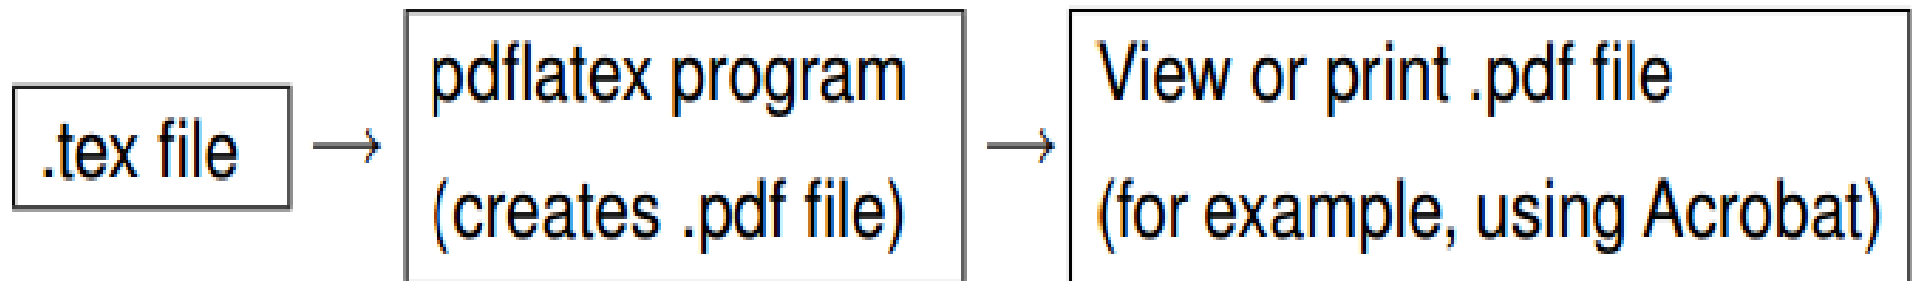 .tex file
pdflatex program
(creates .pdf file)
View or print .pdf file
(for example, using Acrobat)